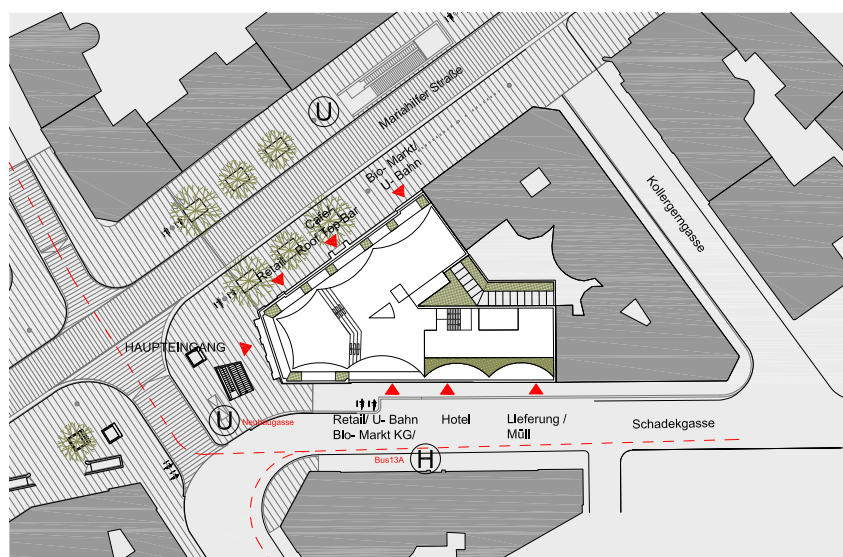 U
Mariahilfer Straße
Bio- Markt/
U- Bahn
Cafe-
Roof Top Bar
Retail
Kollergerngasse
HAUPTEINGANG
U
Neubaugasse
Retail/ U- Bahn
Bio- Markt KG/
Hotel
Lieferung /
Müll
Schadekgasse
Bus13A
H